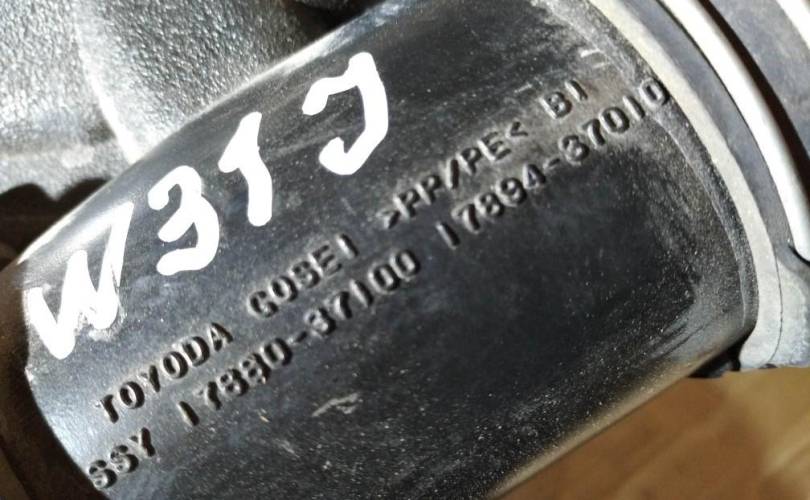 W31J
TOYODA GOSEI >PP/PE< B1
SSY 17880-37100 17894-37010